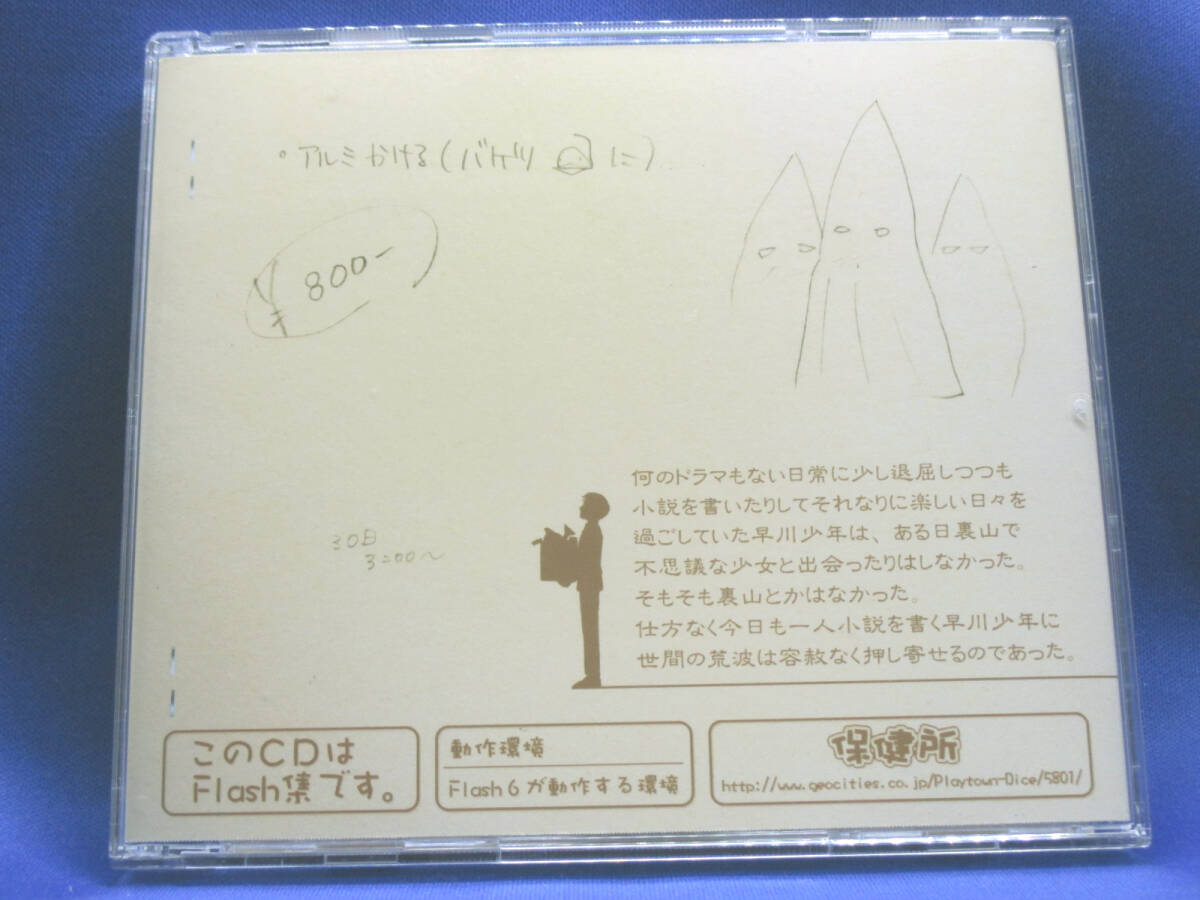 ・アルミかける(バケツ に)
¥800-
30日
3200〜
何のドラマもない日常に少し退屈しつつも
小説を書いたりしてそれなりに楽しい日々を
過ごしていた早川少年は、ある日裏山で
不思議な少女と出会ったりはしなかった。
そもそも裏山とかはなかった。
仕方なく今日も一人小説を書く早川少年に
世間の荒波は容赦なく押し寄せるのであった。
このCDは
Flash集です。
動作環境
Flash6が動作する環境
保健所
http://www.geocities.co.jp/Playtown-Dice/5801/